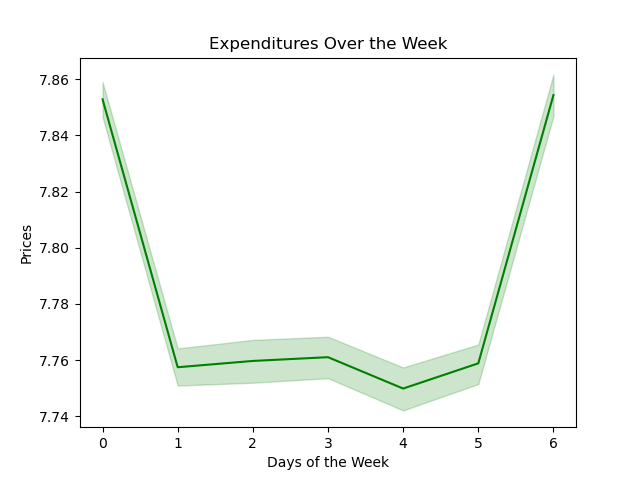 Expenditures Over the Week
7.86
7.84
7.82
7.80
7.78
7.76
7.74
Prices
0 1 2 3 4 5 6
Days of the Week